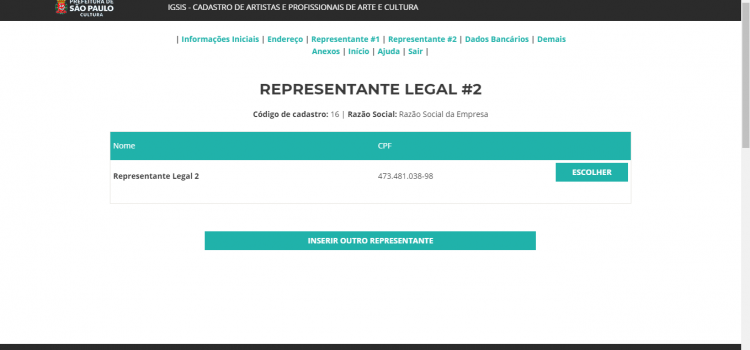 PREFEITURA DE
SÃO PAULO
CULTURA
IGSIS - CADASTRO DE ARTISTAS E PROFISSIONAIS DE ARTE E CULTURA
| Informações Iniciais | Endereço | Representante #1 | Representante #2 | Dados Bancários | Demais
Anexos | Início | Ajuda | Sair |
REPRESENTANTE LEGAL #2
Código de cadastro: 16 | Razão Social: Razão Social da Empresa
Nome CPF
Representante Legal 2 473.481.038-98 ESCOLHER
INSERIR OUTRO REPRESENTANTE